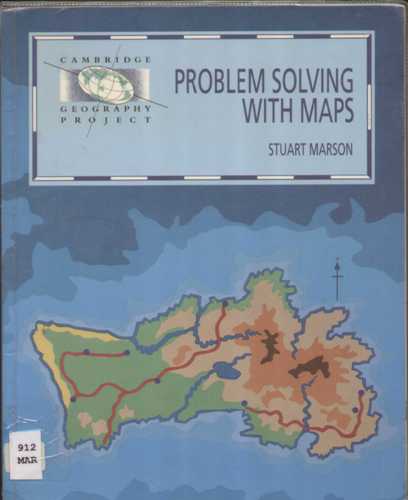 CAMBRIDGE
GEOGRAPHY
PROJECT
PROBLEM SOLVING
WITH MAPS
STUART MARSON
912
MAR